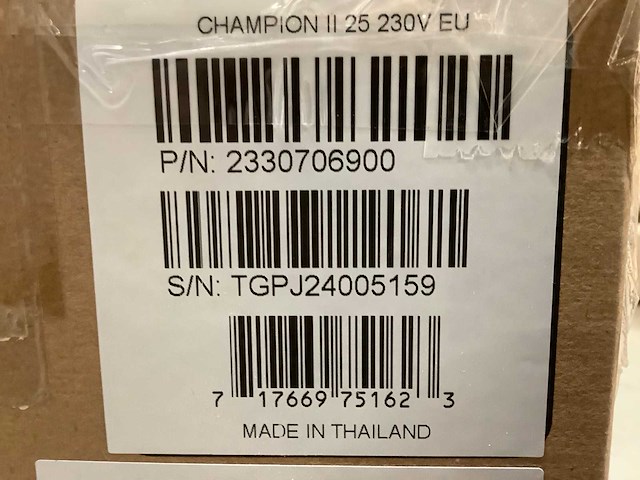 CHAMPION II 25 230V EU
P/N: 2330706900
S/N: TGPJ24005159
7 17669 75162 3
MADE IN THAILAND